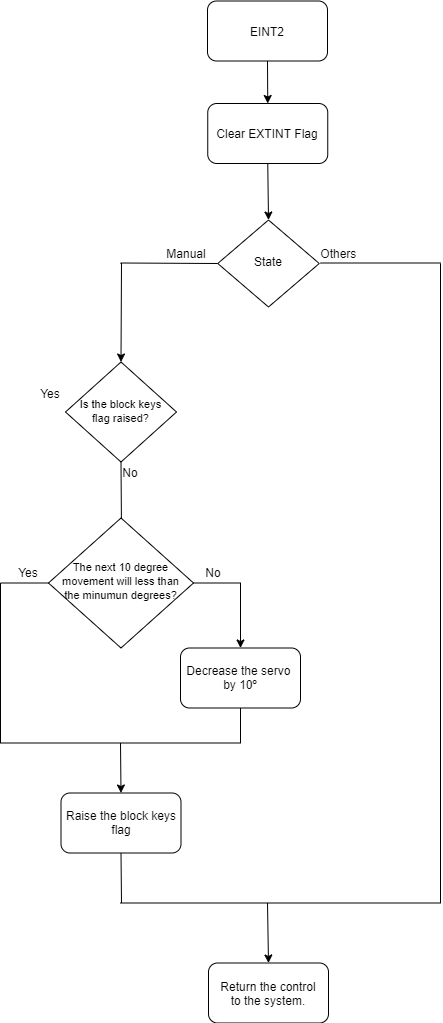 EINT2
Clear EXTINT Flag
State
Manual
Others
Yes
Is the block keys
flag raised?
No
The next 10 degree
movement will less than
the minumun degrees?
Yes
No
Decrease the servo
by 10º
Raise the block keys
flag
Return the control
to the system.